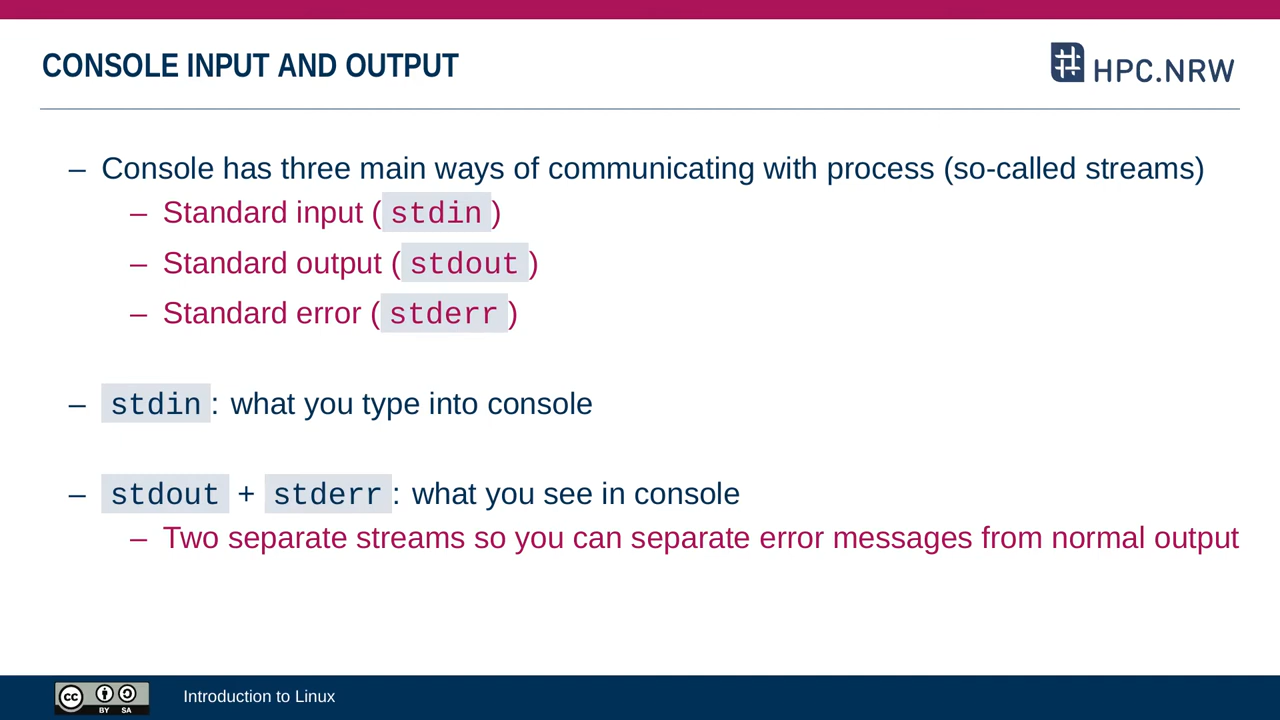 CONSOLE INPUT AND OUTPUT
HPC.NRW
– Console has three main ways of communicating with process (so-called streams)
– Standard input ( stdin )
– Standard output ( stdout )
– Standard error ( stderr )
– stdin : what you type into console
– stdout + stderr : what you see in console
– Two separate streams so you can separate error messages from normal output
cc BY SA
Introduction to Linux